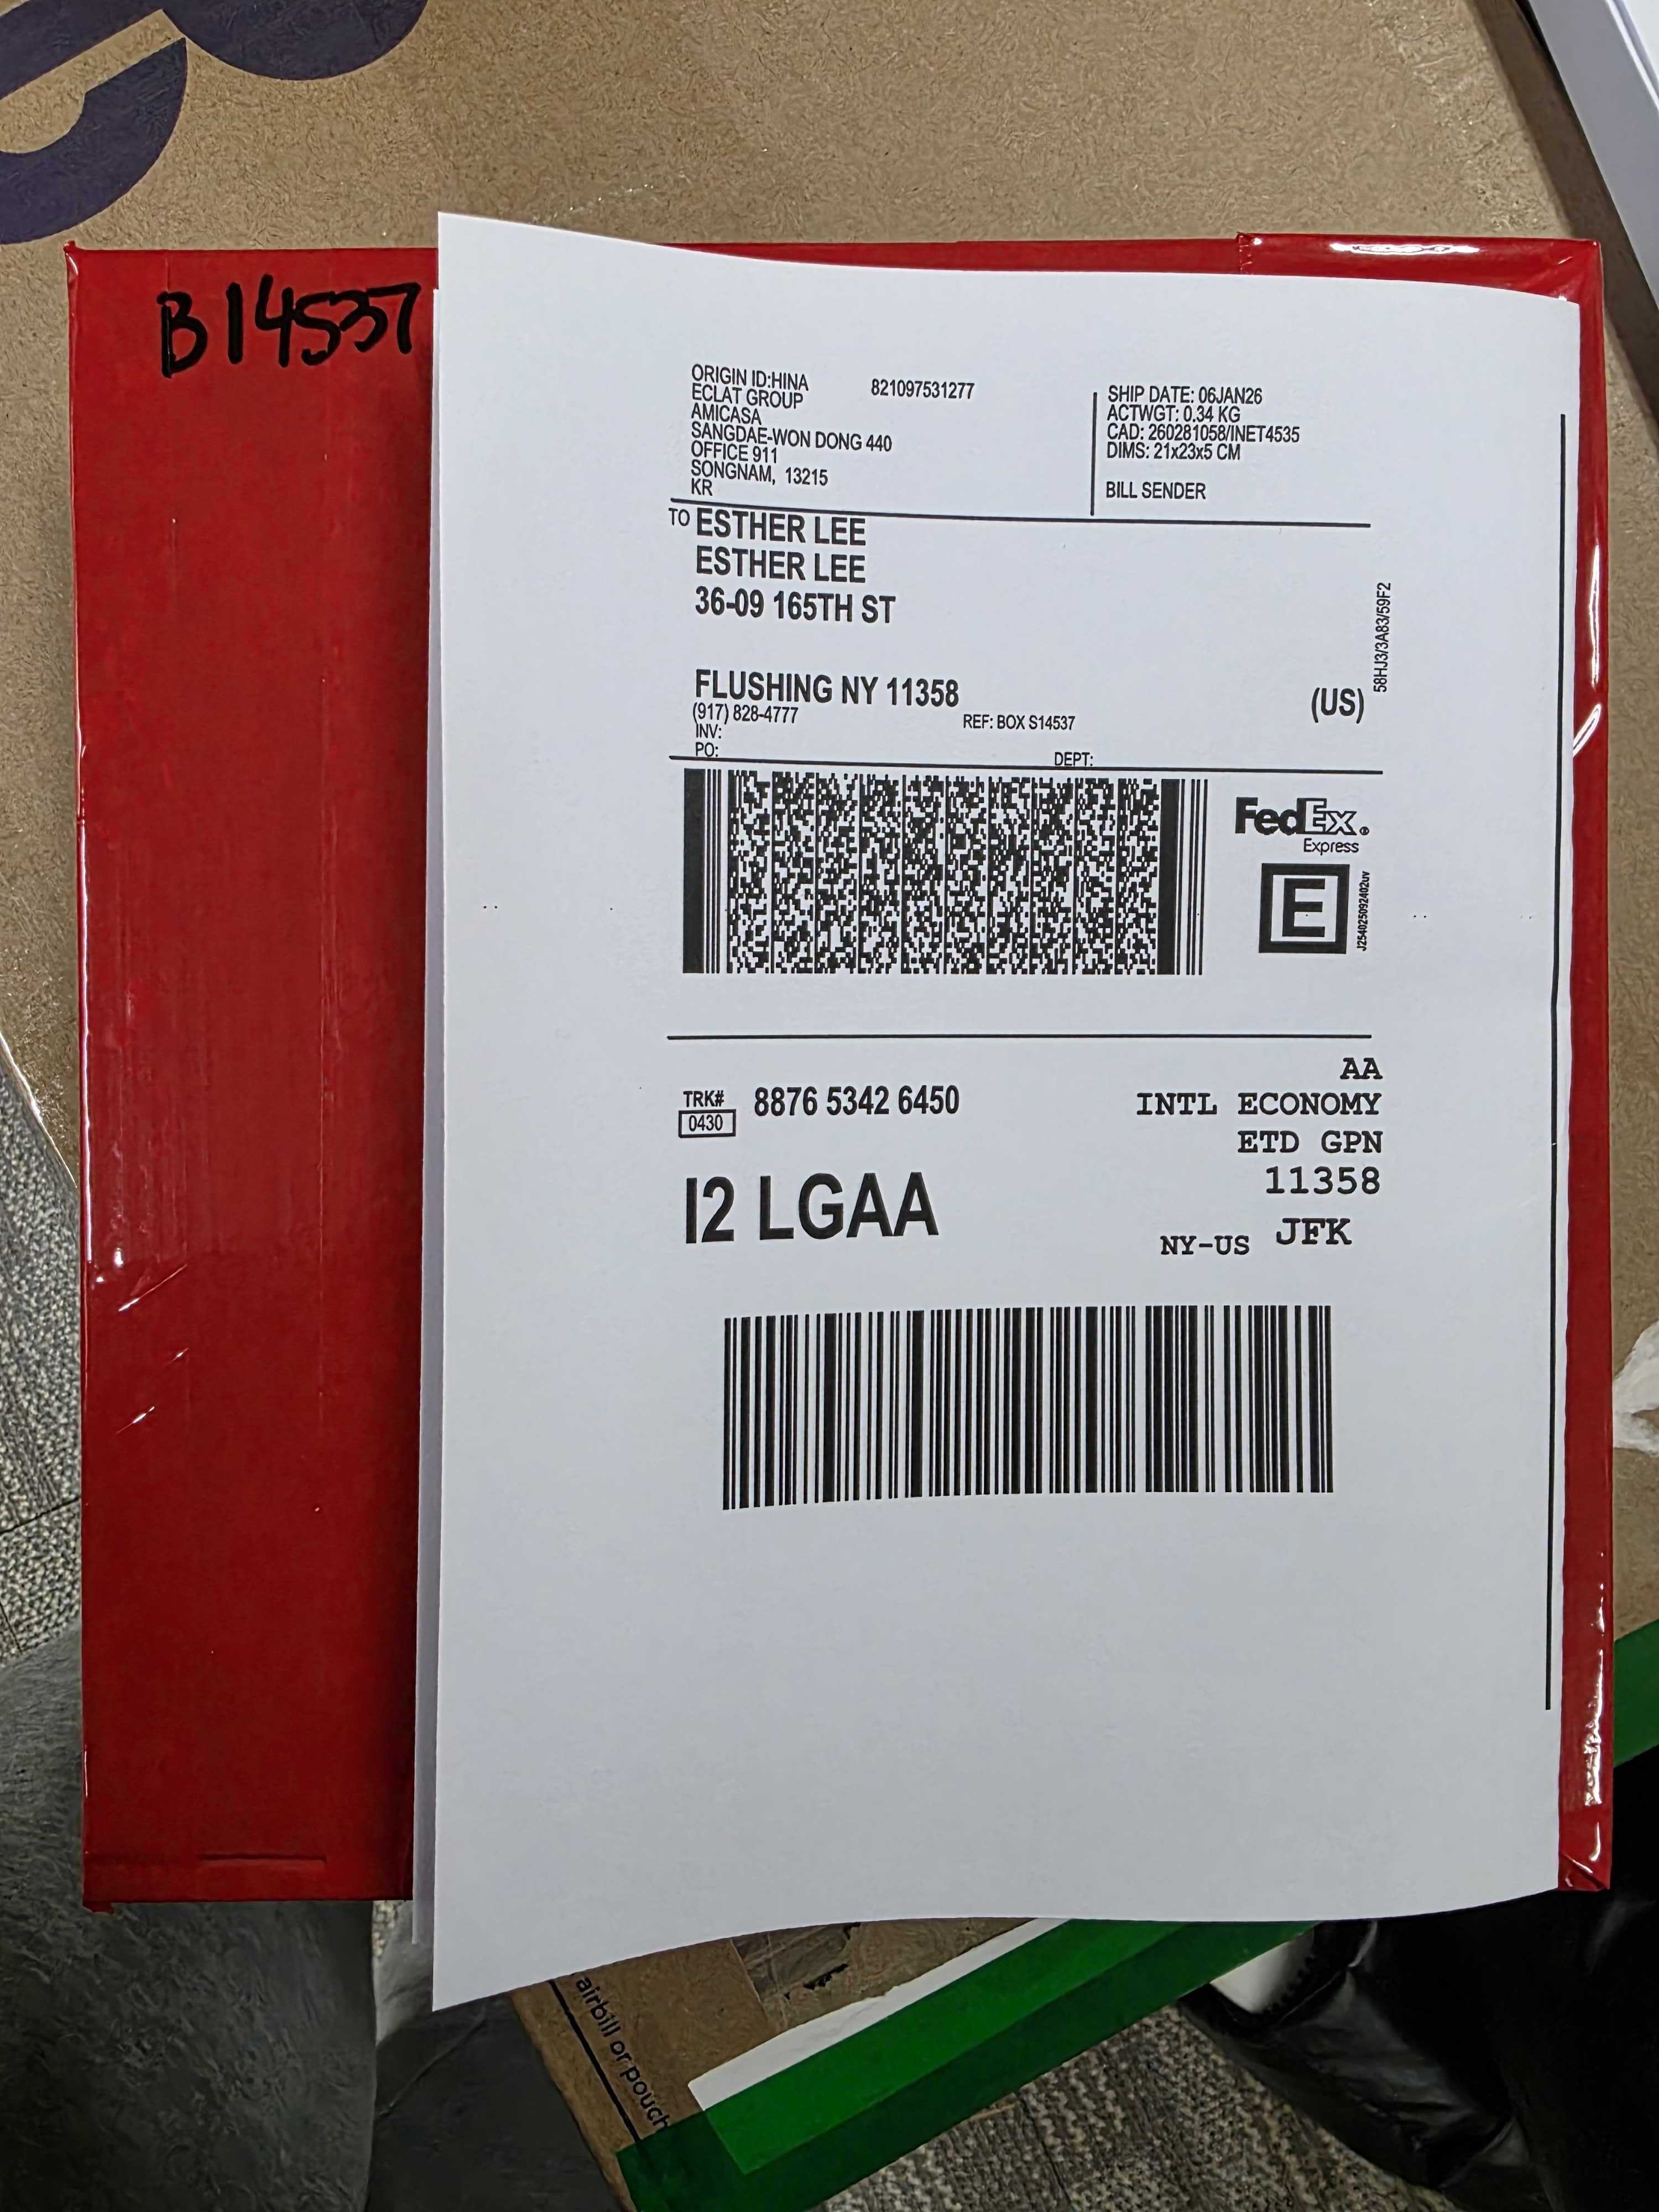 B14537
ORIGIN ID:HINA 821097531277
ECLAT GROUP
AMICASA
SANGDAE-WON DONG 440
OFFICE 911
SONGNAM, 13215
KR
SHIP DATE: 06JAN26
ACTWGT: 0.34 KG
CAD: 260281058/INET4535
DIMS: 21x23x5 CM
BILL SENDER
TO ESTHER LEE
ESTHER LEE
36-09 165TH ST
FLUSHING NY 11358
(US)
(917) 828-4777 REF: BOX S14537
INV:
PO: DEPT:
58HJ3/3A83/59F2
FedEx®
Express
E
J254025092402uv
TRK# 8876 5342 6450
0430
AA
INTL ECONOMY
ETD GPN
11358
I2 LGAA
NY-US JFK
airbill or pouch